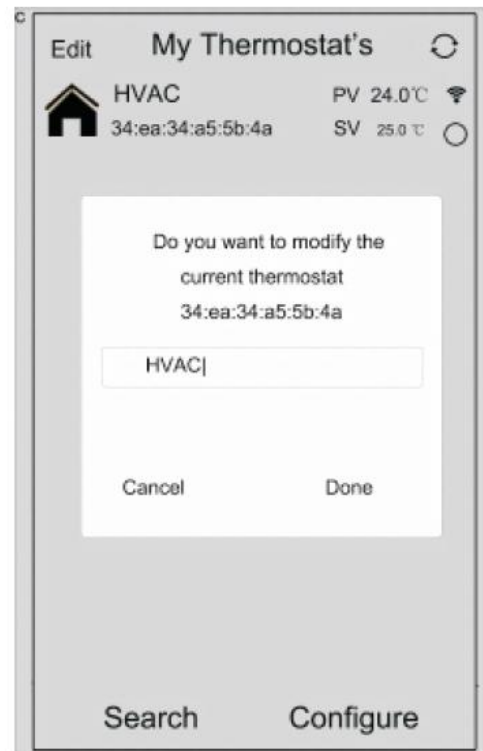 c
Edit My Thermostat's
HVAC PV 24.0℃
34:ea:34:a5:5b:4a SV 25.0 ℃
Do you want to modify the
current thermostat
34:ea:34:a5:5b:4a
HVAC|
Cancel Done
Search Configure